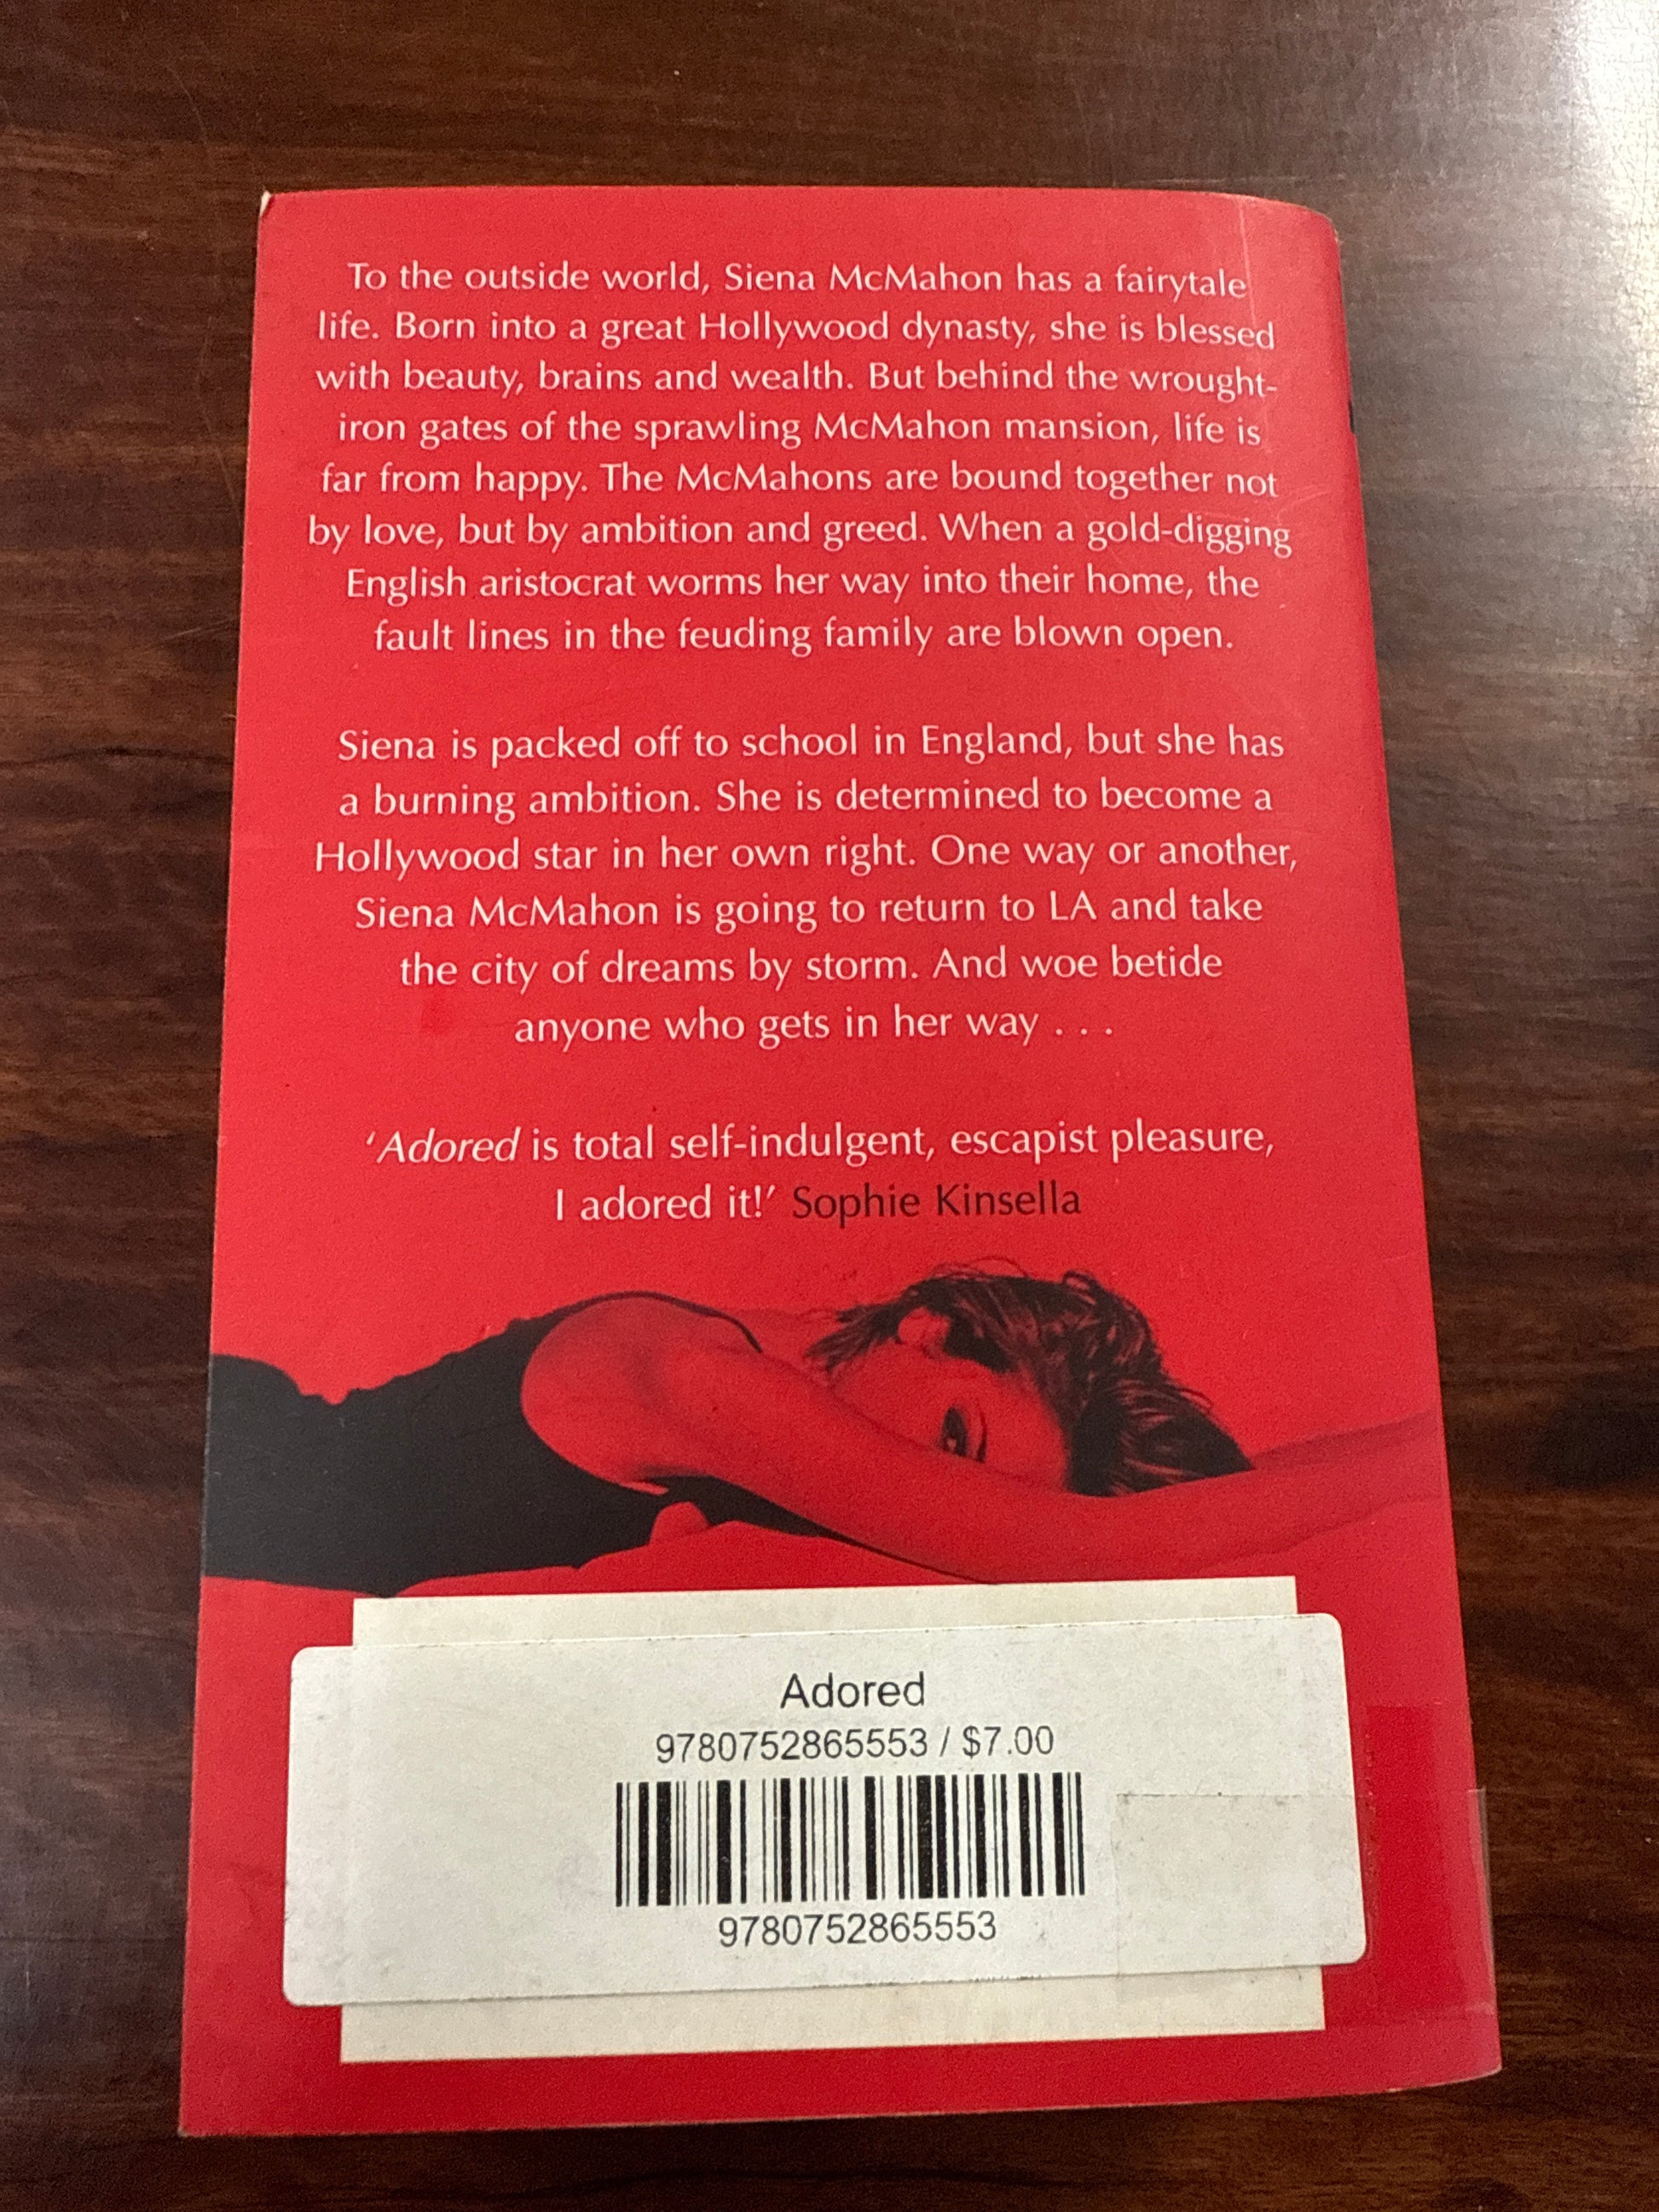 To the outside world, Siena McMahon has a fairytale
life. Born into a great Hollywood dynasty, she is blessed
with beauty, brains and wealth. But behind the wrought-
iron gates of the sprawling McMahon mansion, life is
far from happy. The McMahons are bound together not
by love, but by ambition and greed. When a gold-digging
English aristocrat worms her way into their home, the
fault lines in the feuding family are blown open.
Siena is packed off to school in England, but she has
a burning ambition. She is determined to become a
Hollywood star in her own right. One way or another,
Siena McMahon is going to return to LA and take
the city of dreams by storm. And woe betide
anyone who gets in her way . . .
‘Adored is total self-indulgent, escapist pleasure,
I adored it!’ Sophie Kinsella
Adored
9780752865553 / $7.00
9780752865553